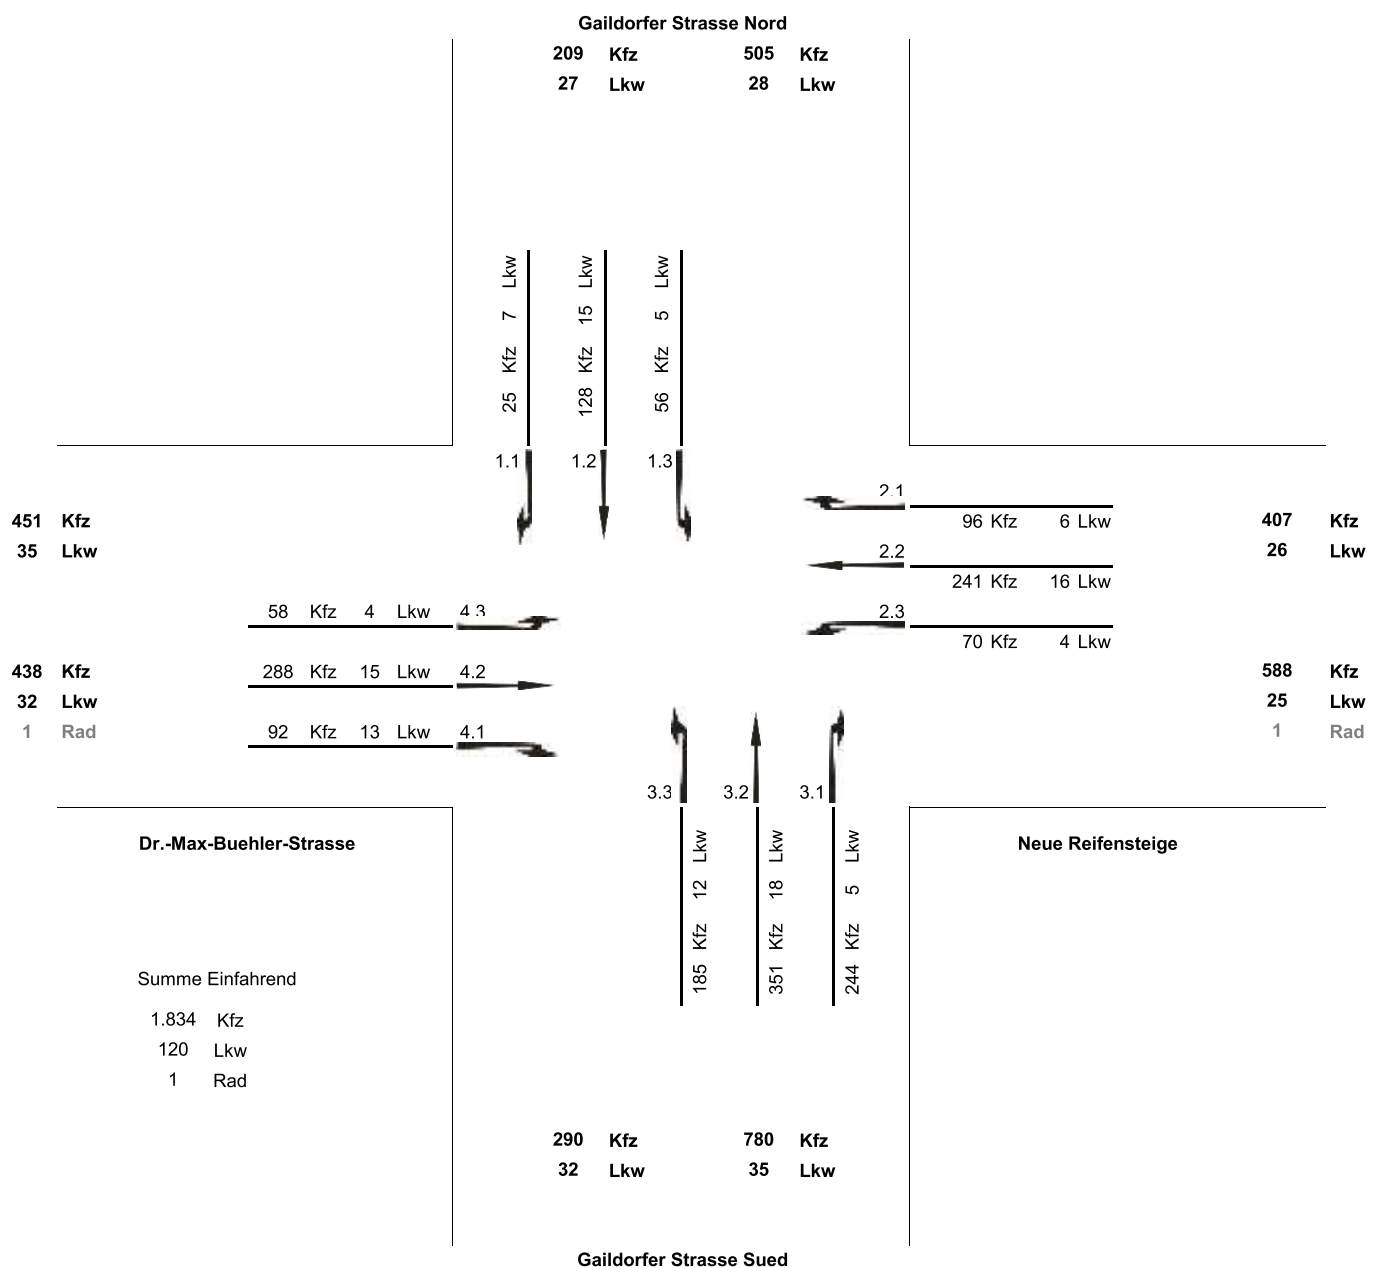 Gaildorfer Strasse Nord
209 Kfz 505 Kfz
27 Lkw 28 Lkw
25 Kfz 7 Lkw
128 Kfz 15 Lkw
56 Kfz 5 Lkw
1.1 1.2 1.3
2.1
96 Kfz 6 Lkw
2.2
241 Kfz 16 Lkw
2.3
70 Kfz 4 Lkw
451 Kfz
35 Lkw
407 Kfz
26 Lkw
58 Kfz 4 Lkw 4.3
288 Kfz 15 Lkw 4.2
92 Kfz 13 Lkw 4.1
438 Kfz
32 Lkw
1 Rad
588 Kfz
25 Lkw
1 Rad
3.3 3.2 3.1
185 Kfz 12 Lkw
351 Kfz 18 Lkw
244 Kfz 5 Lkw
Dr.-Max-Buehler-Strasse
Neue Reifensteige
Summe Einfahrend
1.834 Kfz
120 Lkw
1 Rad
290 Kfz 780 Kfz
32 Lkw 35 Lkw
Gaildorfer Strasse Sued